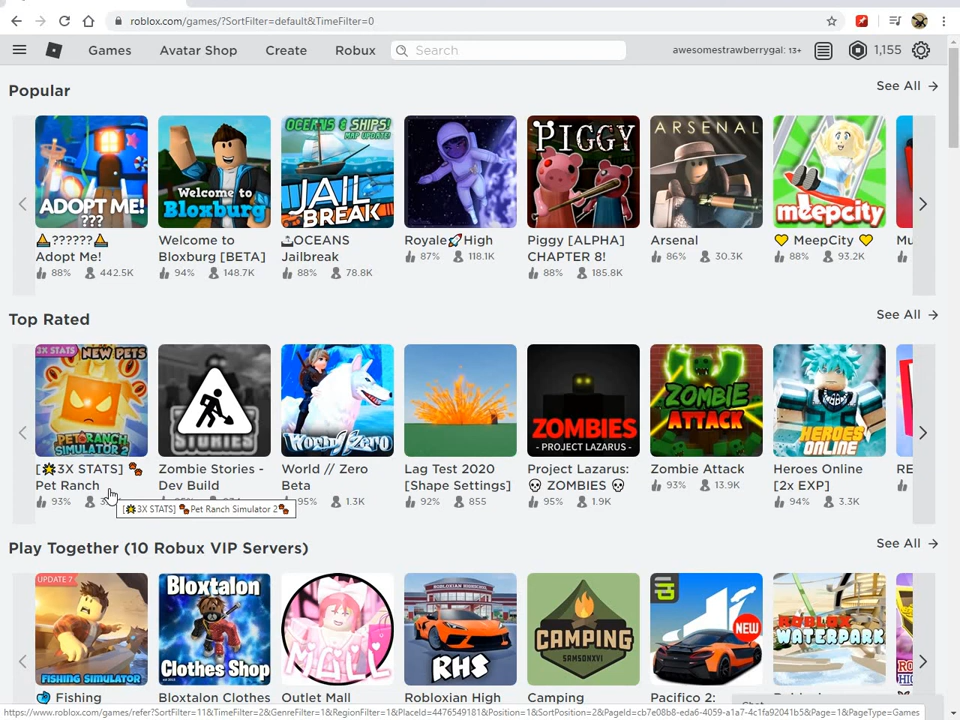 roblox.com/games/?SortFilter=default&TimeFilter=0
Games Avatar Shop Create Robux Search awesomestrawberrygal: 13+ 1,155
Popular See All →
ADOPT ME!
???
Welcome to
Bloxburg
OCEANS & SHIPS!
MAP UPDATE!
JAIL
BREAK
PIGGY
ARSENAL
meepcity
??????
Adopt Me!
88% 442.5K
Welcome to
Bloxburg [BETA]
94% 148.7K
OCEANS
Jailbreak
88% 78.8K
Royale🚀High
87% 118.1K
Piggy [ALPHA]
CHAPTER 8!
88% 185.8K
Arsenal
86% 30.3K
💛 MeepCity 💛
88% 93.2K
Mu
Top Rated See All →
3X STATS NEW PETS
PET RANCH
SIMULATOR 2
STORIES
World//Zero
ZOMBIES
PROJECT LAZARUS
ZOMBIE
ATTACK
HEROES
ONLINE
[💥3X STATS]
Pet Ranch
93%
Zombie Stories -
Dev Build
World // Zero
Beta
95% 1.3K
Lag Test 2020
[Shape Settings]
92% 855
Project Lazarus:
💀 ZOMBIES 💀
95% 1.9K
Zombie Attack
93% 13.9K
Heroes Online
[2x EXP]
94% 3.3K
RE
[💥3X STATS] Pet Ranch Simulator 2
Play Together (10 Robux VIP Servers) See All →
UPDATE 7
FISHING SIMULATOR
Bloxtalon
Clothes Shop
MALL
ROBLOXIAN HIGHSCHOOL
RHS
CAMPING
SAMSONXVI
NEW
ROBLOX
WATERPARK
Fishing
Bloxtalon Clothes
Outlet Mall
Robloxian High
Camping
Pacifico 2:
https://www.roblox.com/games/refer?SortFilter=11&TimeFilter=2&GenreFilter=1&RegionFilter=1&PlaceId=4476549181&Position=1&SortPosition=2&PageId=cb7e08b8-eda6-4059-a1a7-4c1fa92041b5&Page=1&PageType=Games